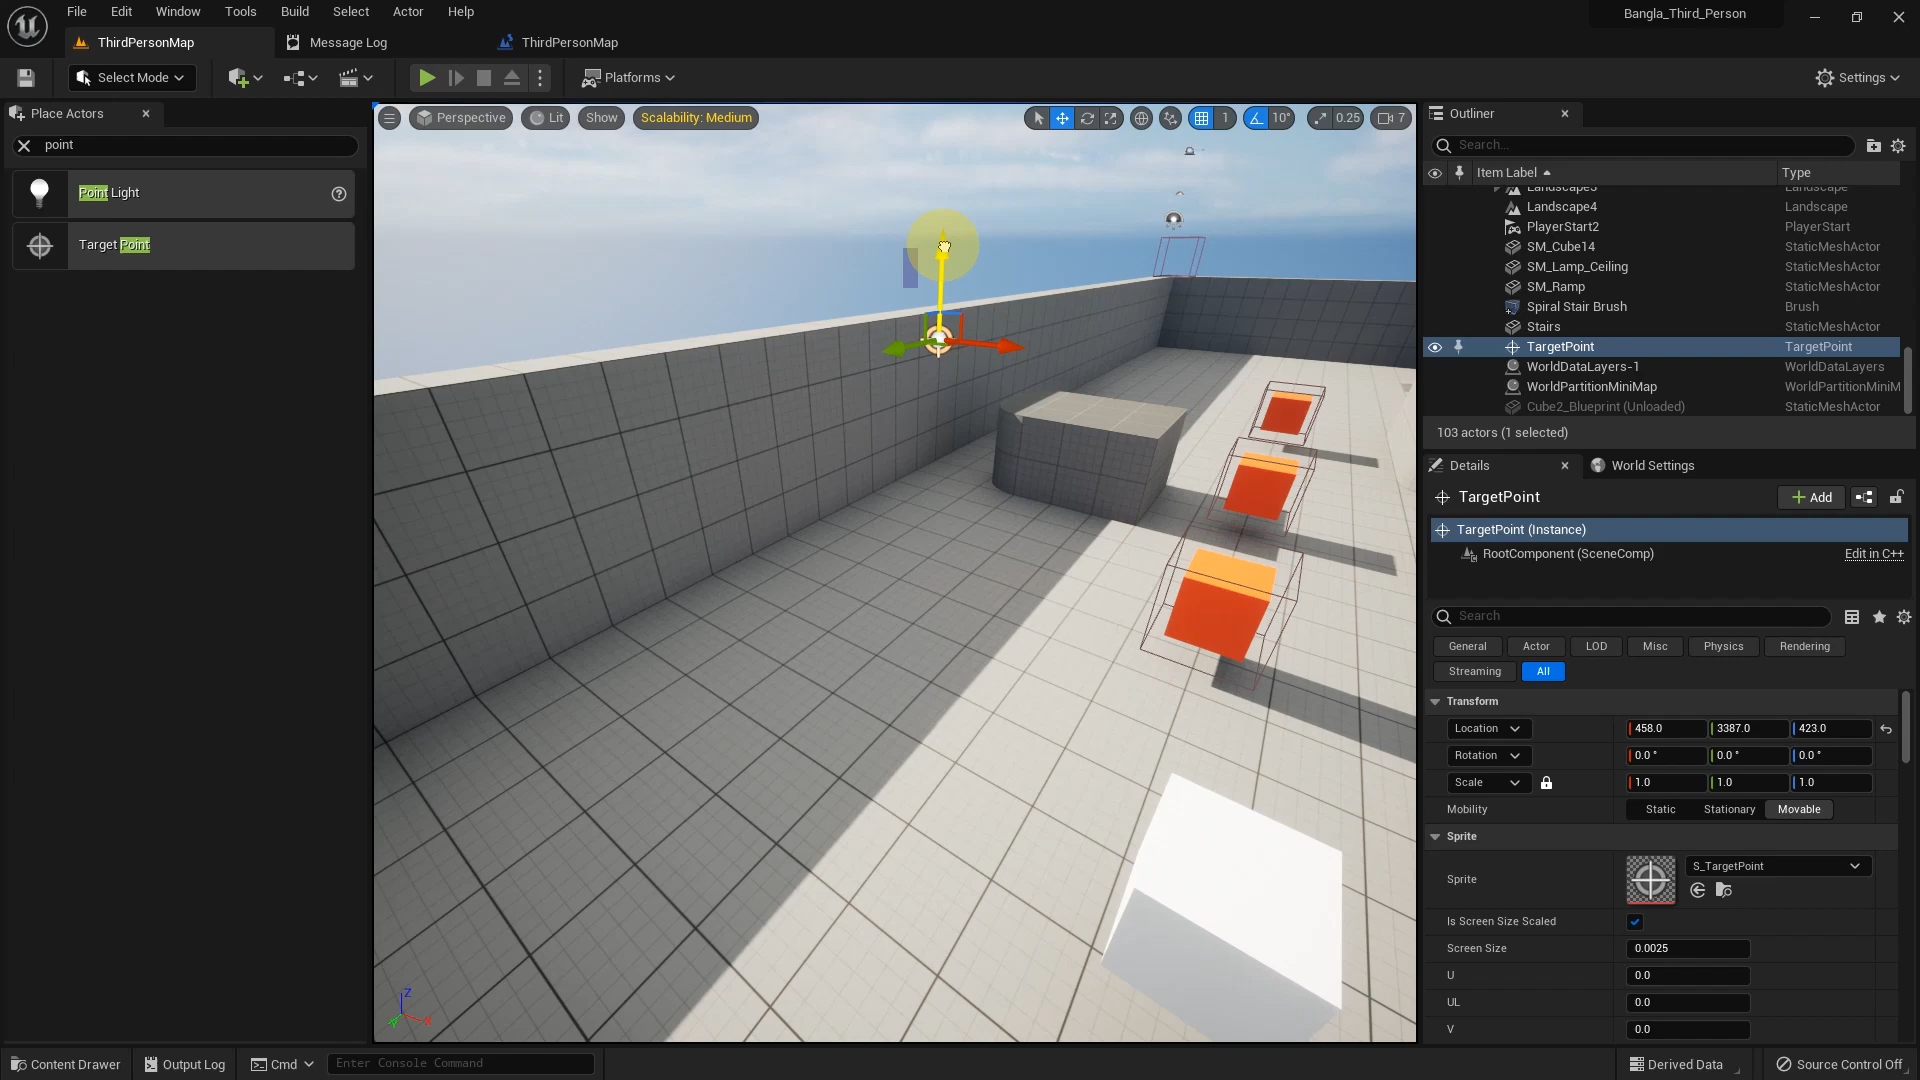 File Edit Window Tools Build Select Actor Help
Bangla_Third_Person
ThirdPersonMap
Message Log
ThirdPersonMap
Select Mode
Platforms
Settings
Place Actors
point
Point Light
Target Point
Perspective
Lit
Show
Scalability: Medium
1
10°
0.25
7
Z
X
Y
Outliner
Search...
Item Label
Type
Landscape3 Landscape
Landscape4 Landscape
PlayerStart2 PlayerStart
SM_Cube14 StaticMeshActor
SM_Lamp_Ceiling StaticMeshActor
SM_Ramp StaticMeshActor
Spiral Stair Brush Brush
Stairs StaticMeshActor
TargetPoint TargetPoint
WorldDataLayers-1 WorldDataLayers
WorldPartitionMiniMap WorldPartitionMiniM
Cube2_Blueprint (Unloaded) StaticMeshActor
103 actors (1 selected)
Details
World Settings
TargetPoint
Add
TargetPoint (Instance)
RootComponent (SceneComp)
Edit in C++
Search
General Actor LOD Misc Physics Rendering
Streaming All
Transform
Location 458.0 3387.0 423.0
Rotation 0.0 ° 0.0 ° 0.0 °
Scale 1.0 1.0 1.0
Mobility Static Stationary Movable
Sprite
Sprite S_TargetPoint
Is Screen Size Scaled
Screen Size 0.0025
U 0.0
UL 0.0
V 0.0
Content Drawer
Output Log
Cmd
Enter Console Command
Derived Data
Source Control Off